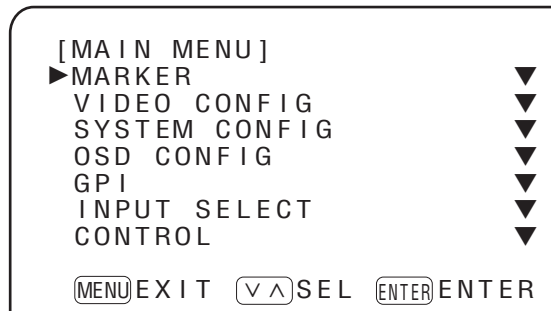 [MAIN MENU]
▶MARKER ▼
VIDEO CONFIG ▼
SYSTEM CONFIG ▼
OSD CONFIG ▼
GPI ▼
INPUT SELECT ▼
CONTROL ▼
MENU EXIT ∨∧ SEL ENTER ENTER